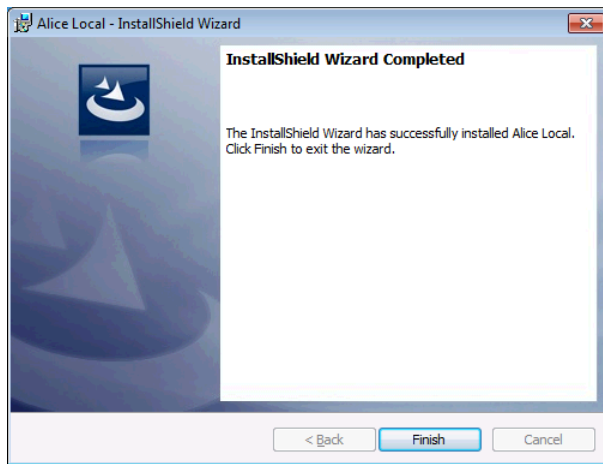 Alice Local - InstallShield Wizard
InstallShield Wizard Completed
The InstallShield Wizard has successfully installed Alice Local.
Click Finish to exit the wizard.
< Back
Finish
Cancel